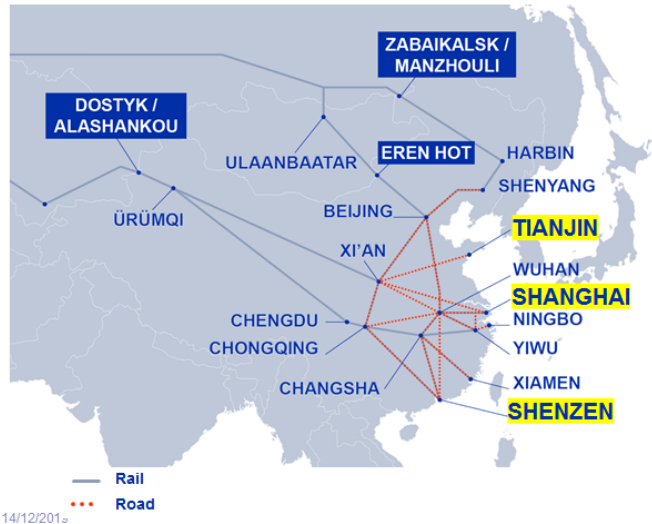 ZABAIKALSK /
MANZHOULI
DOSTYK /
ALASHANKOU
ULAANBAATAR
EREN HOT
HARBIN
SHENYANG
BEIJING
ÜRÜMQI
TIANJIN
XI'AN
WUHAN
SHANGHAI
CHENGDU
NINGBO
CHONGQING
YIWU
CHANGSHA
XIAMEN
SHENZEN
Rail
Road